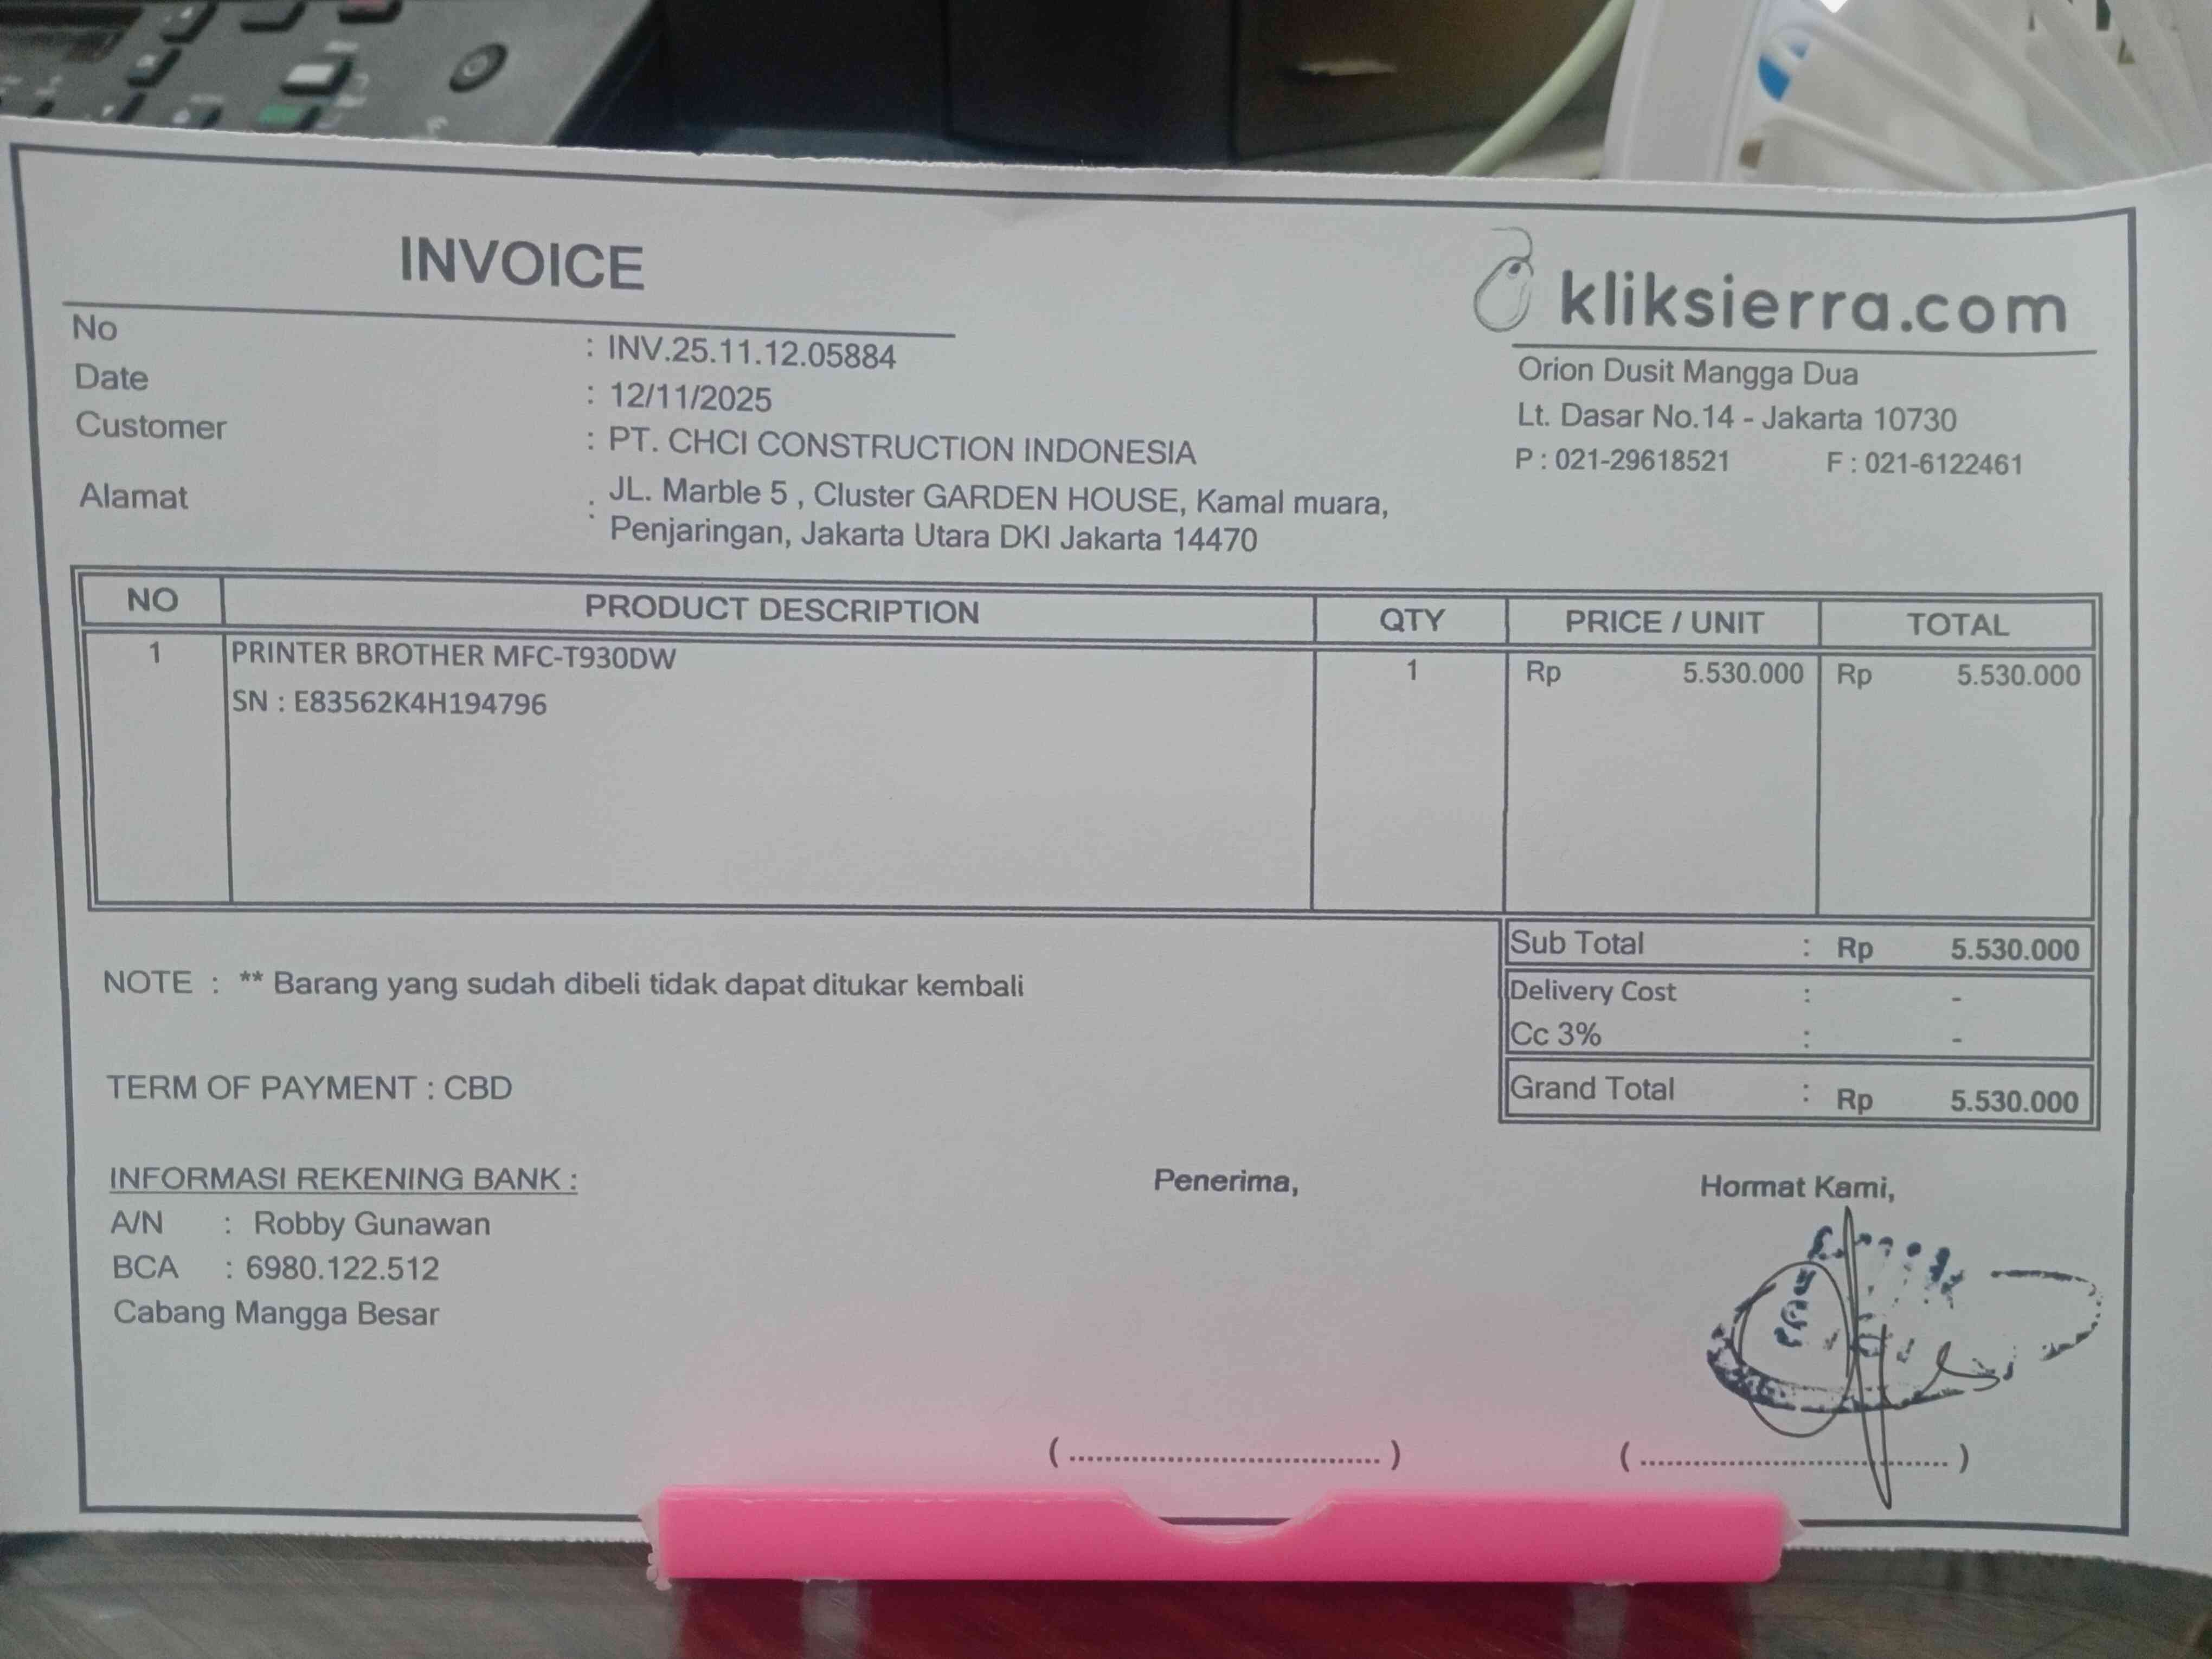 INVOICE
kliksierra.com
Orion Dusit Mangga Dua
Lt. Dasar No.14 - Jakarta 10730
P : 021-29618521 F : 021-6122461
No : INV.25.11.12.05884
Date : 12/11/2025
Customer : PT. CHCI CONSTRUCTION INDONESIA
Alamat : JL. Marble 5 , Cluster GARDEN HOUSE, Kamal muara,
Penjaringan, Jakarta Utara DKI Jakarta 14470
NO PRODUCT DESCRIPTION QTY PRICE / UNIT TOTAL
1 PRINTER BROTHER MFC-T930DW 1 Rp 5.530.000 Rp 5.530.000
SN : E83562K4H194796
Sub Total : Rp 5.530.000
NOTE : ** Barang yang sudah dibeli tidak dapat ditukar kembali
Delivery Cost : -
Cc 3% : -
TERM OF PAYMENT : CBD
Grand Total : Rp 5.530.000
INFORMASI REKENING BANK :
A/N : Robby Gunawan
BCA : 6980.122.512
Cabang Mangga Besar
Penerima,
(....................................)
Hormat Kami,
(....................................)